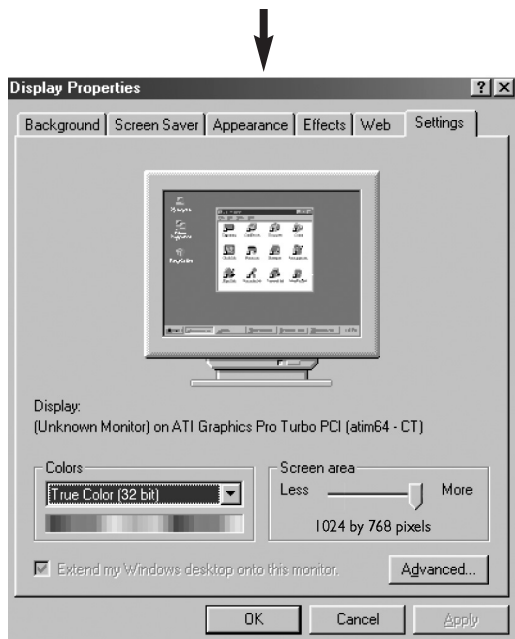 Display Properties
? X
Background Screen Saver Appearance Effects Web Settings
Display:
(Unknown Monitor) on ATI Graphics Pro Turbo PCI (atim64 - CT)
Colors
True Color (32 bit)
Screen area
Less More
1024 by 768 pixels
Extend my Windows desktop onto this monitor.
Advanced...
OK Cancel Apply